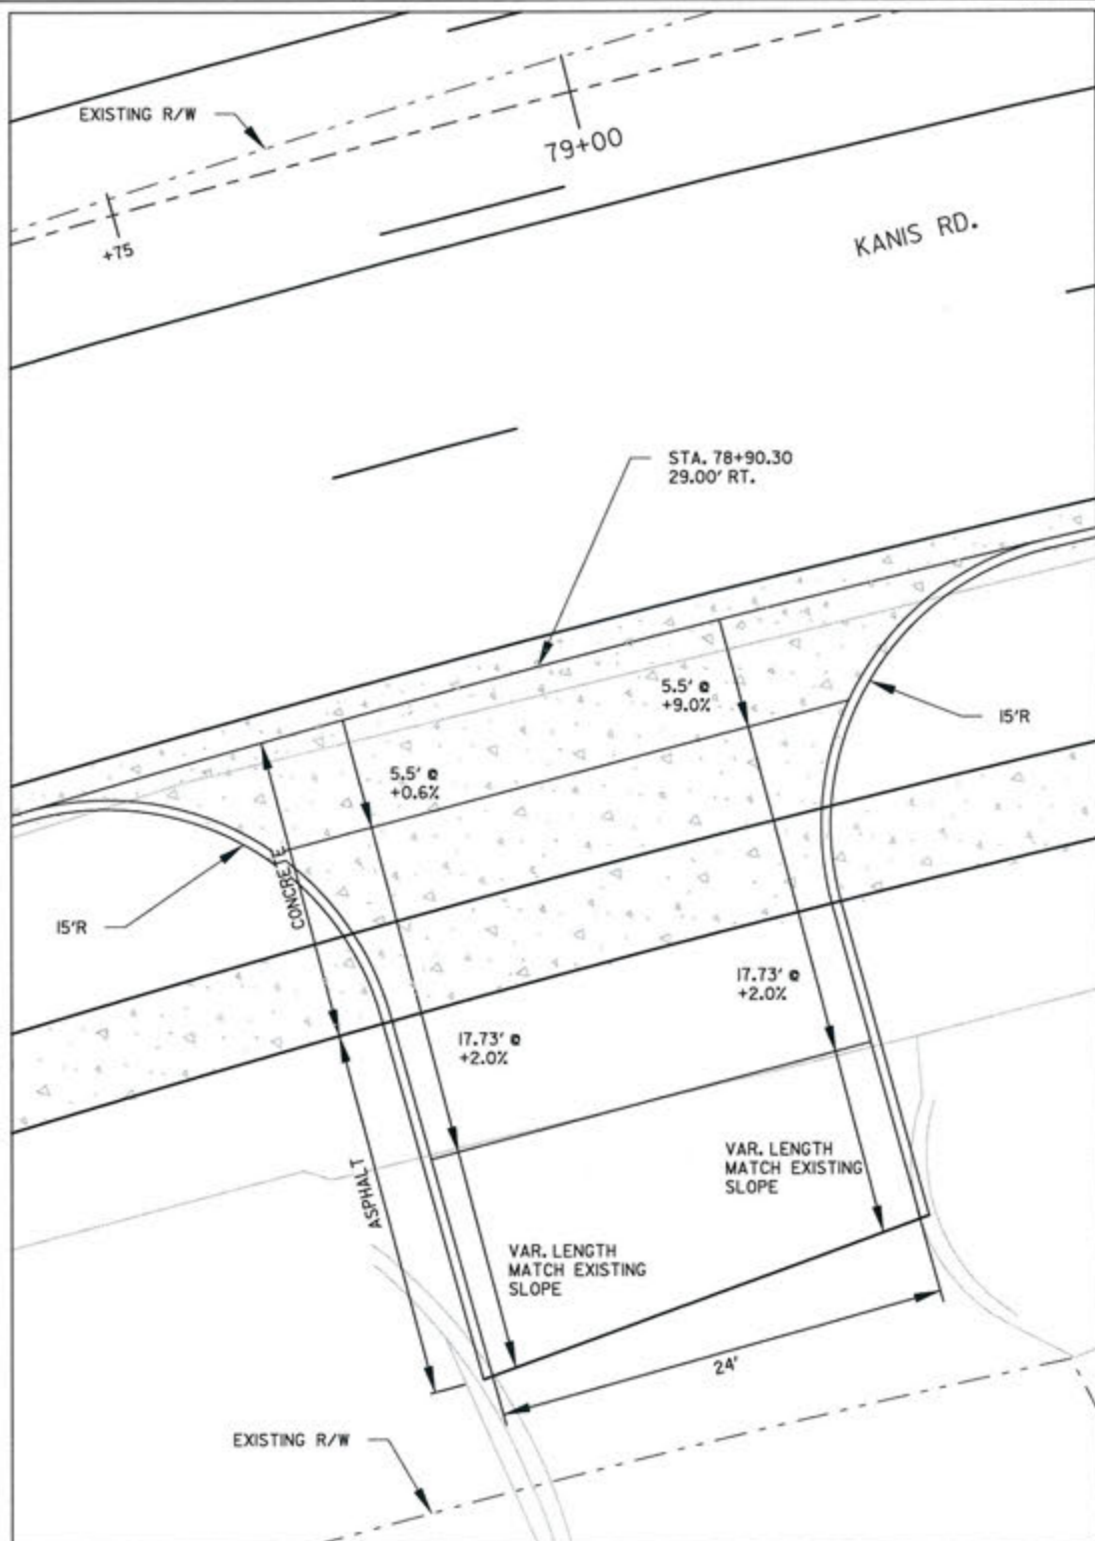 EXISTING R/W
79+00
+75
KANIS RD.
STA. 78+90.30
29.00' RT.
5.5' @
+9.0%
15'R
5.5' @
+0.6%
CONCRETE
15'R
17.73' @
+2.0%
17.73' @
+2.0%
VAR. LENGTH
MATCH EXISTING
SLOPE
ASPHALT
VAR. LENGTH
MATCH EXISTING
SLOPE
24'
EXISTING R/W